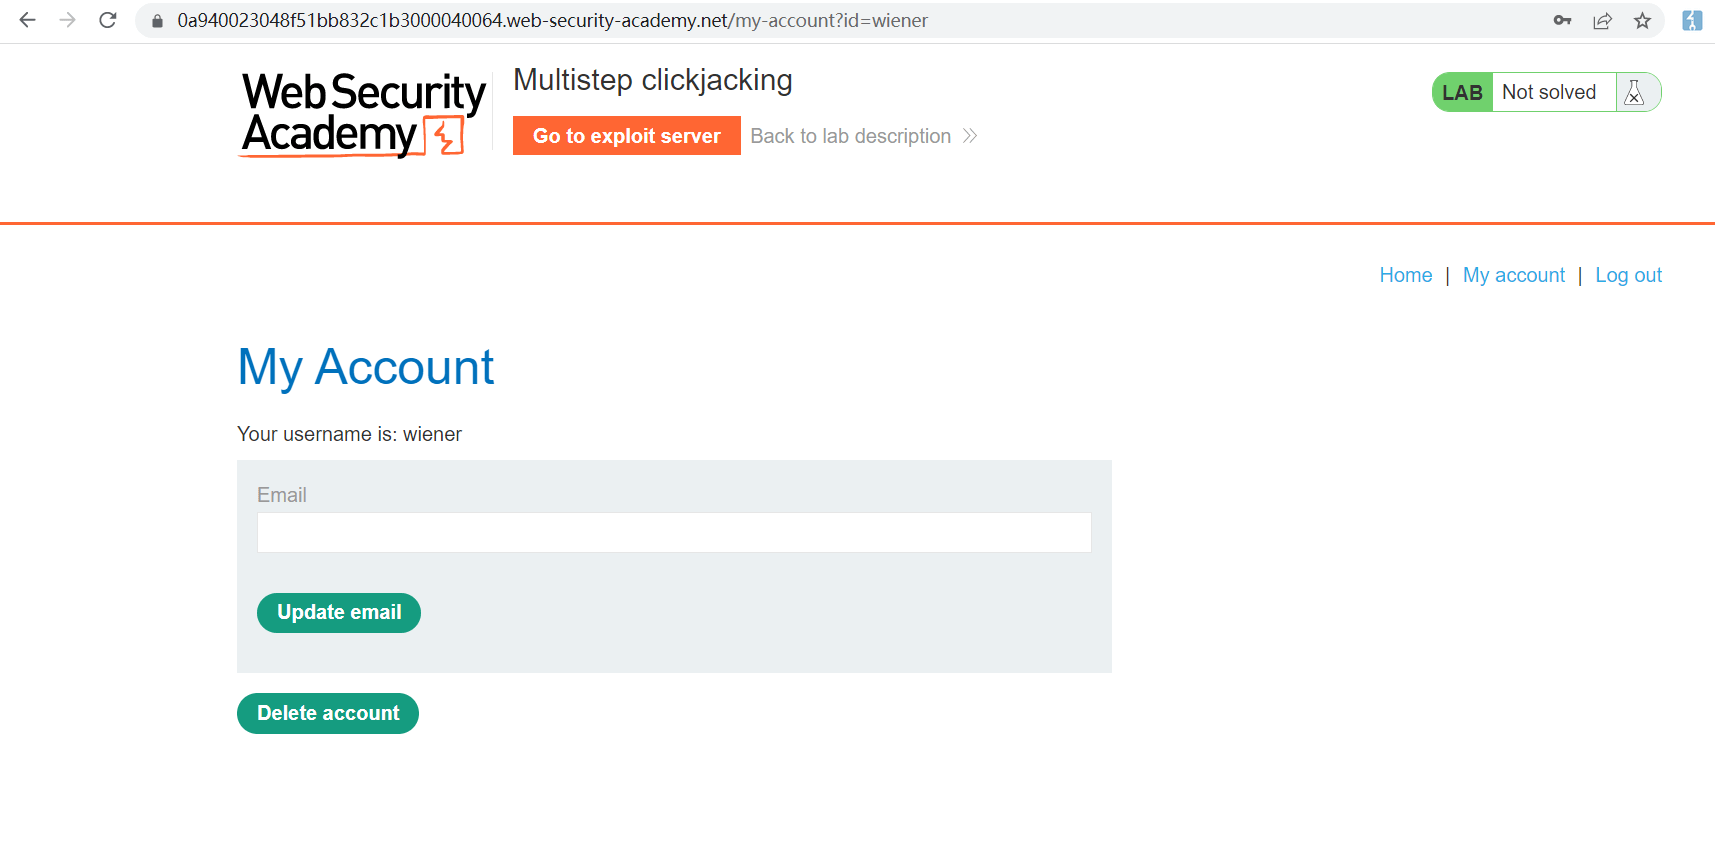 0a940023048f51bb832c1b3000040064.web-security-academy.net/my-account?id=wiener
Web Security
Academy
Multistep clickjacking
Go to exploit server
Back to lab description
LAB
Not solved
Home | My account | Log out
My Account
Your username is: wiener
Email
Update email
Delete account